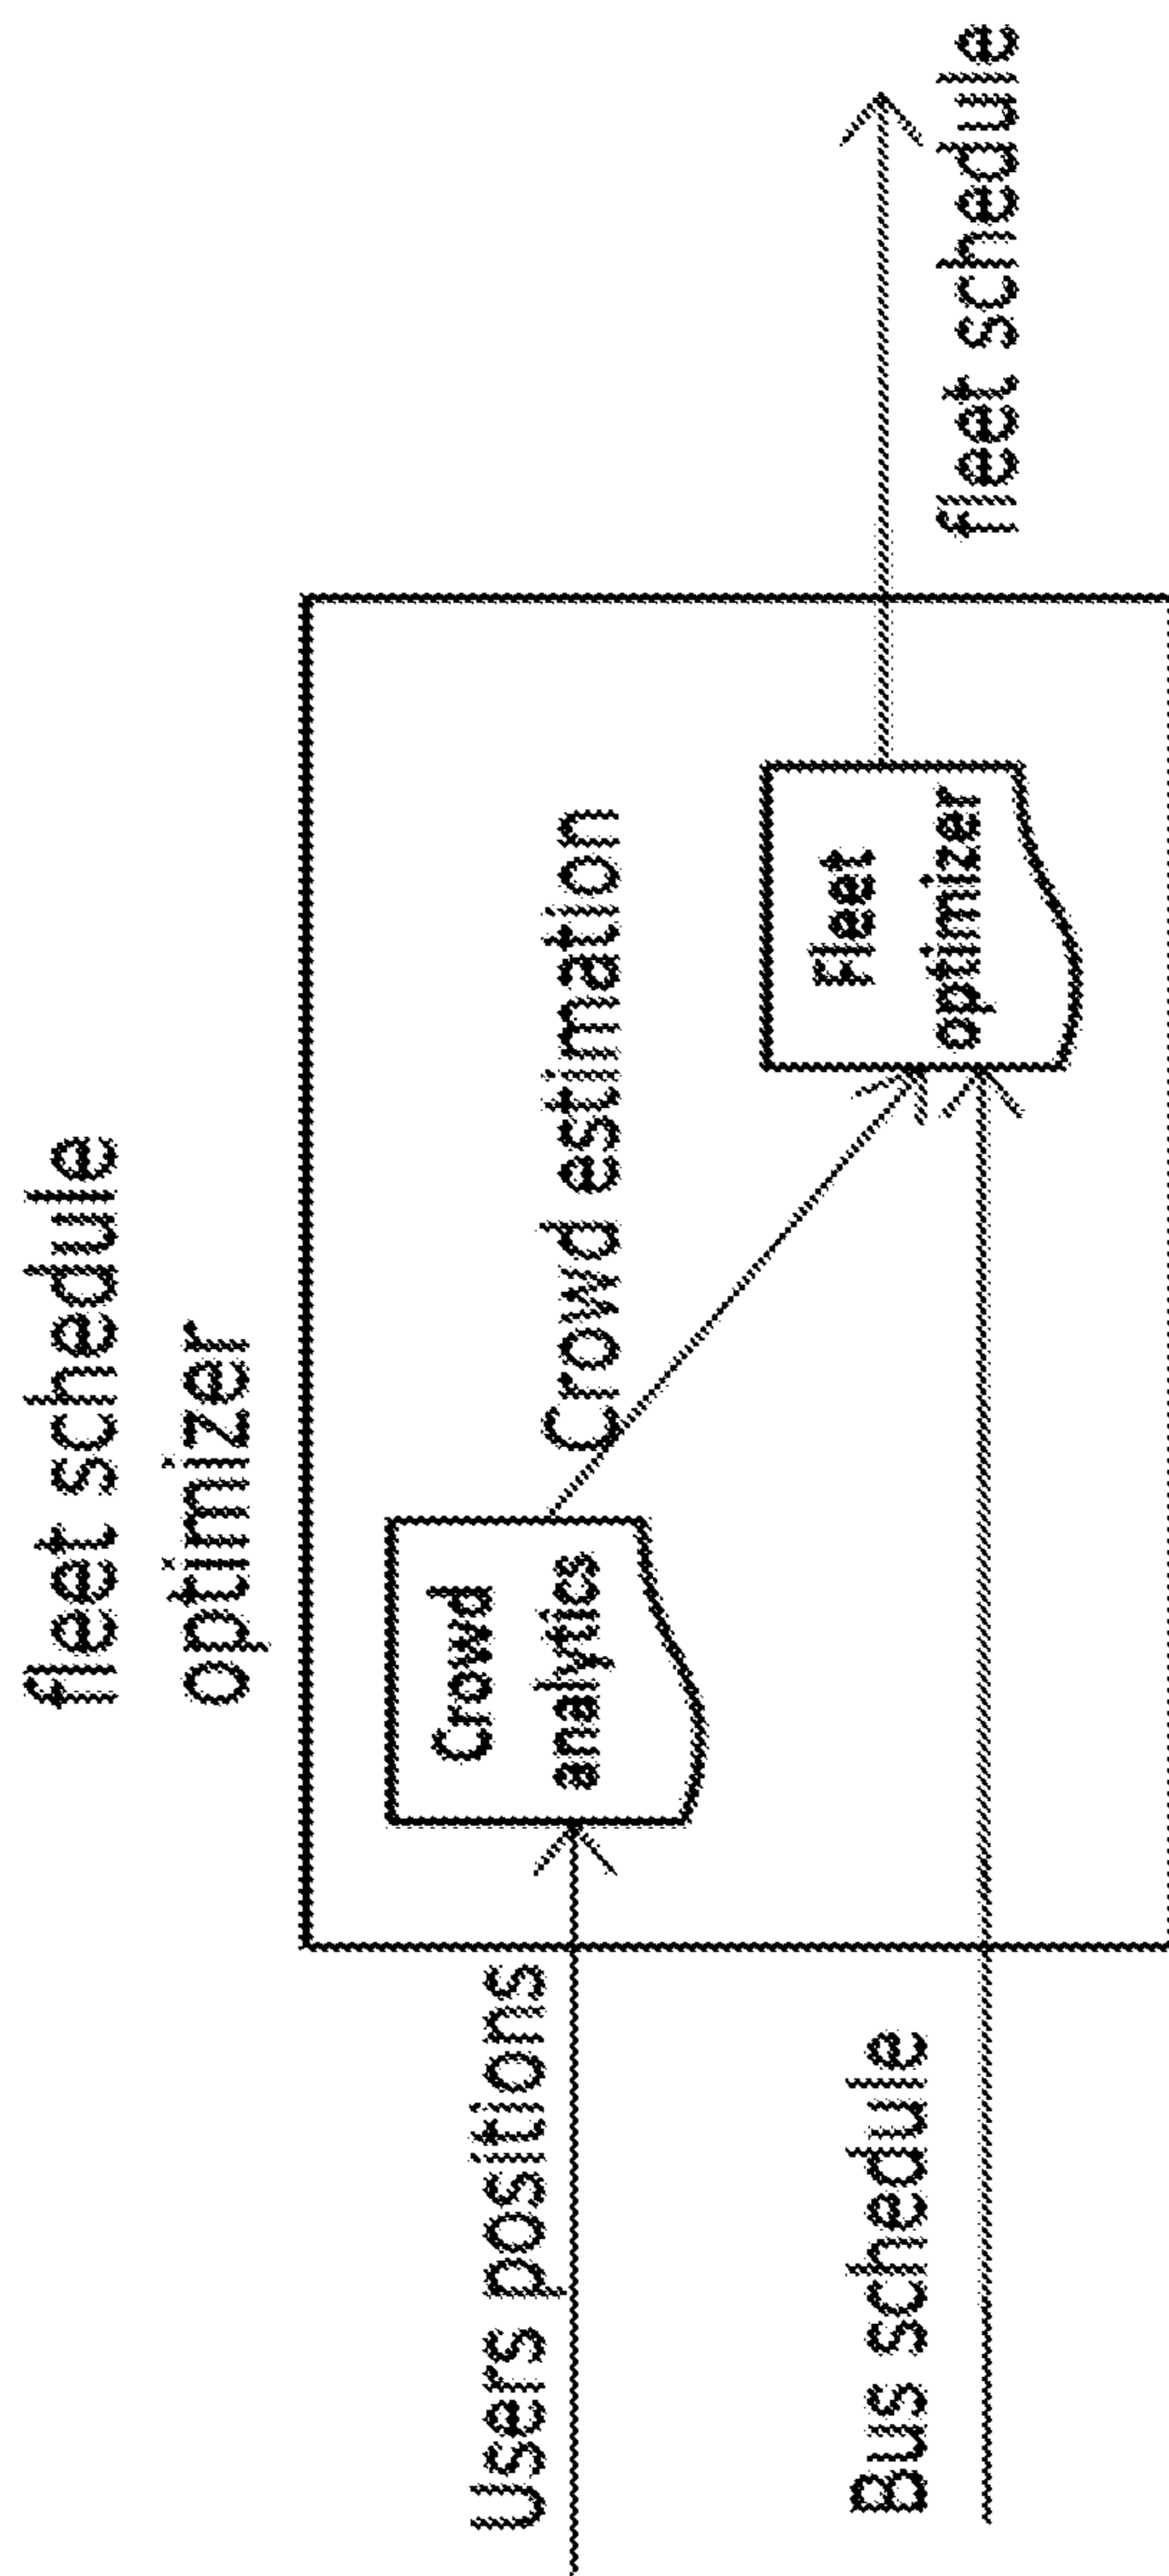 fleet schedule
optimizer
Users positions
Crowd
analytics
Crowd estimation
Bus schedule
Fleet
optimizer
fleet schedule